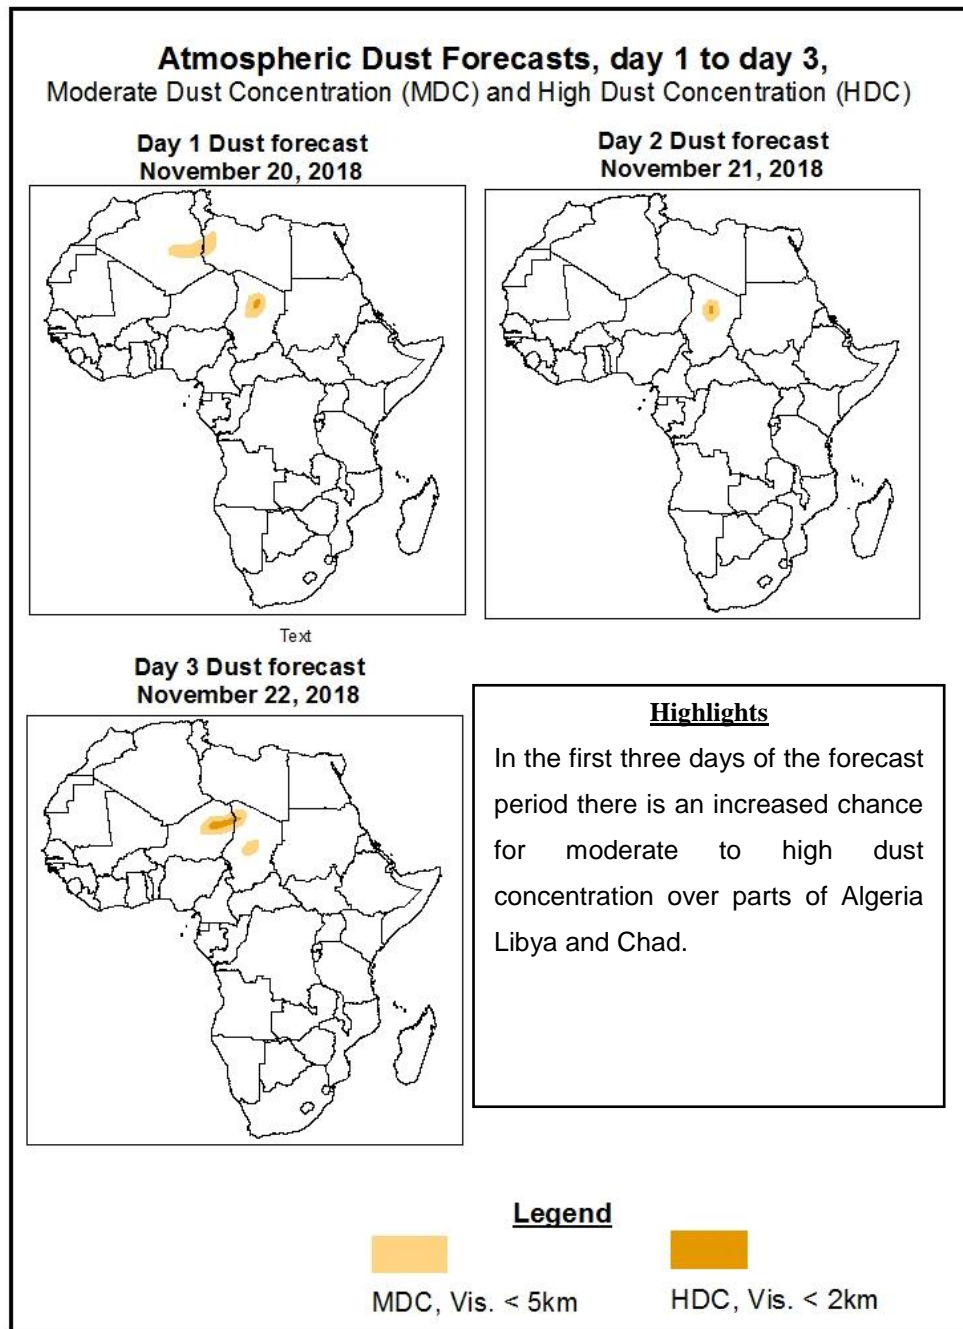 Atmospheric Dust Forecasts, day 1 to day 3,
Moderate Dust Concentration (MDC) and High Dust Concentration (HDC)
Day 1 Dust forecast
November 20, 2018
Day 2 Dust forecast
November 21, 2018
Text
Day 3 Dust forecast
November 22, 2018
Highlights
In the first three days of the forecast
period there is an increased chance
for moderate to high dust
concentration over parts of Algeria
Libya and Chad.
Legend
MDC, Vis. < 5km
HDC, Vis. < 2km